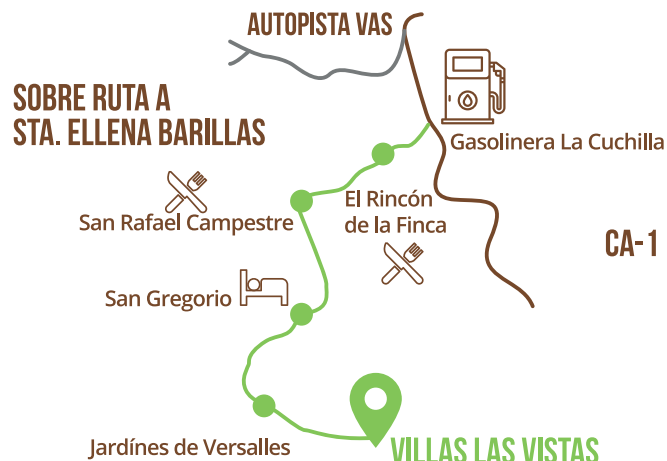 AUTOPISTA VAS
SOBRE RUTA A
STA. ELLENA BARILLAS
Gasolinera La Cuchilla
El Rincón
de la Finca
San Rafael Campestre
CA-1
San Gregorio
Jardínes de Versalles
VILLAS LAS VISTAS